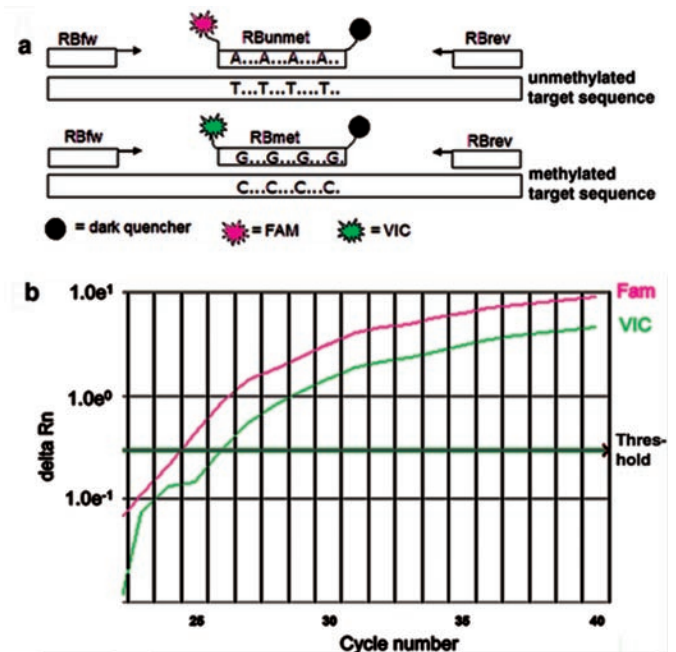 a
RBfw RBunmet RBrev
A...A...A...A..
T...T...T....T..
unmethylated
target sequence
RBfw RBmet RBrev
G...G...G...G.
C...C...C...C.
methylated
target sequence
= dark quencher = FAM = VIC
b
1.0e¹
1.0e⁰
1.0e⁻¹
delta Rn
Fam
VIC
Thres-
hold
25 30 35 40
Cycle number